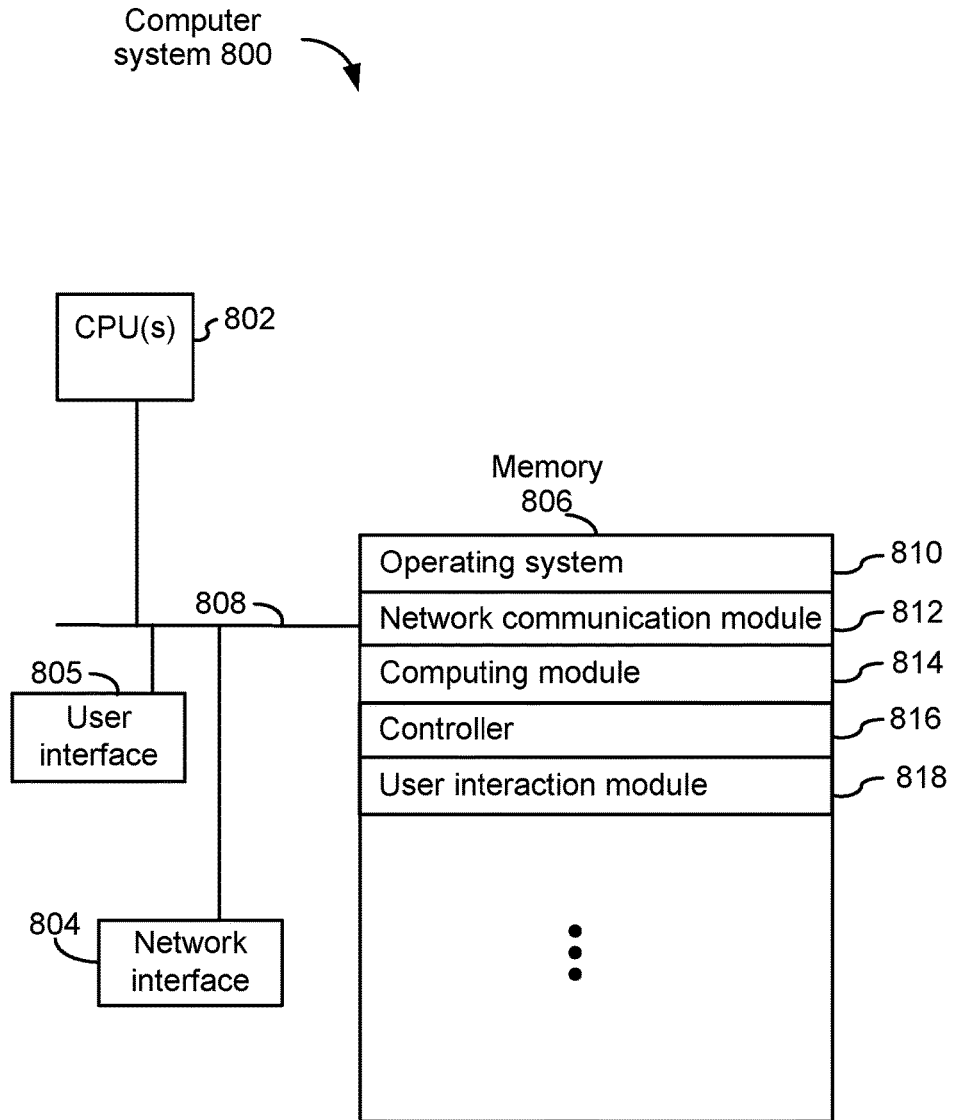 Computer
system 800
CPU(s)
802
Memory
806
Operating system
810
808
Network communication module
812
805
Computing module
814
User
interface
Controller
816
User interaction module
818
804
Network
interface